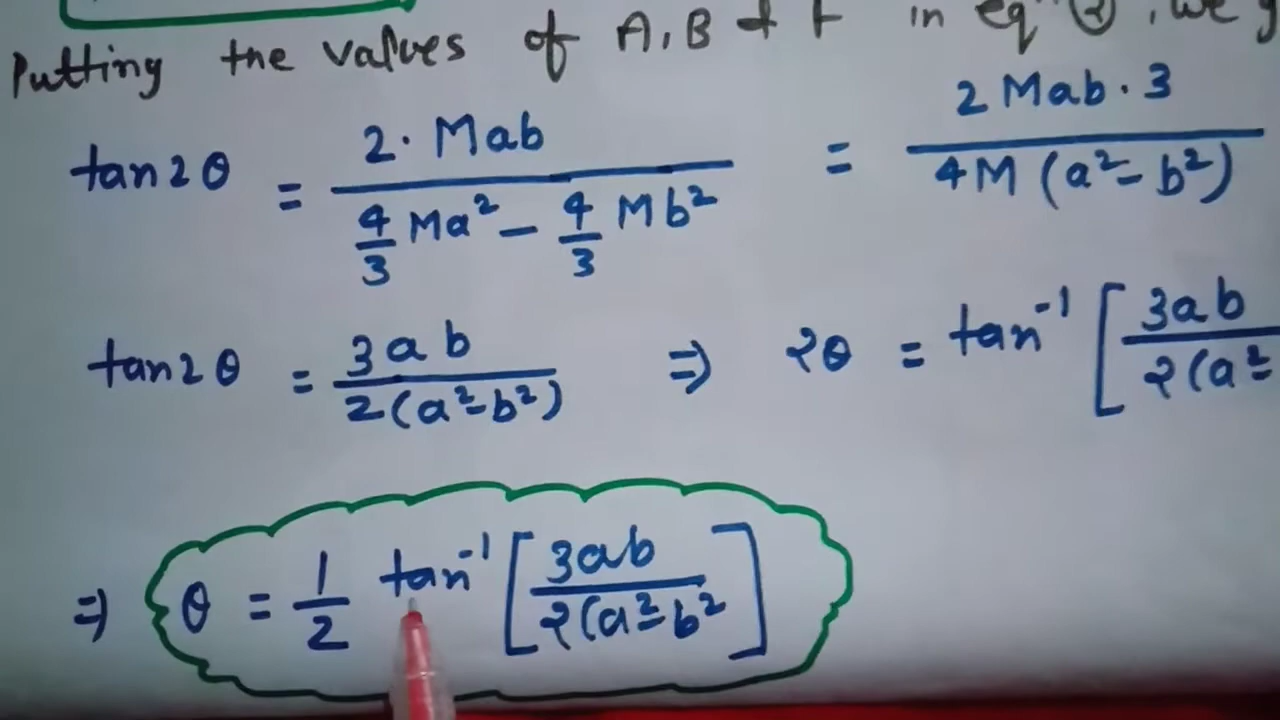 Putting the values of A, B & F in eqⁿ ②, we g
tan2θ = 2·Mab / (4/3 Ma² - 4/3 Mb²) = 2Mab·3 / 4M(a²-b²)
tan2θ = 3ab / 2(a²-b²) ⇒ 2θ = tan⁻¹ [3ab / 2(a²-
⇒ θ = 1/2 tan⁻¹ [3ab / 2(a²-b²]